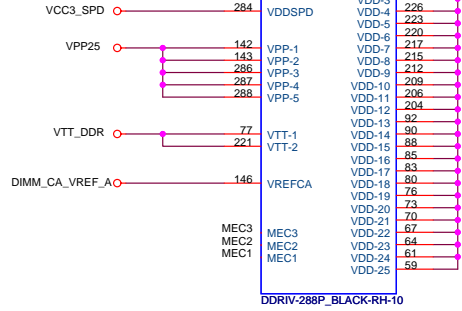 VDD-3
VCC3_SPD 284 VDDSPD VDD-4 226
VDD-5 223
VDD-6 220
VPP25 142 VPP-1 VDD-7 217
143 VPP-2 VDD-8 215
286 VPP-3 VDD-9 212
287 VPP-4 VDD-10 209
288 VPP-5 VDD-11 206
VDD-12 204
VDD-13 92
VTT_DDR 77 VTT-1 VDD-14 90
221 VTT-2 VDD-15 88
VDD-16 85
VDD-17 83
DIMM_CA_VREF_A 146 VREFCA VDD-18 80
VDD-19 76
VDD-20 73
VDD-21 70
MEC3 MEC3 VDD-22 67
MEC2 MEC2 VDD-23 64
MEC1 MEC1 VDD-24 61
VDD-25 59
DDRIV-288P_BLACK-RH-10